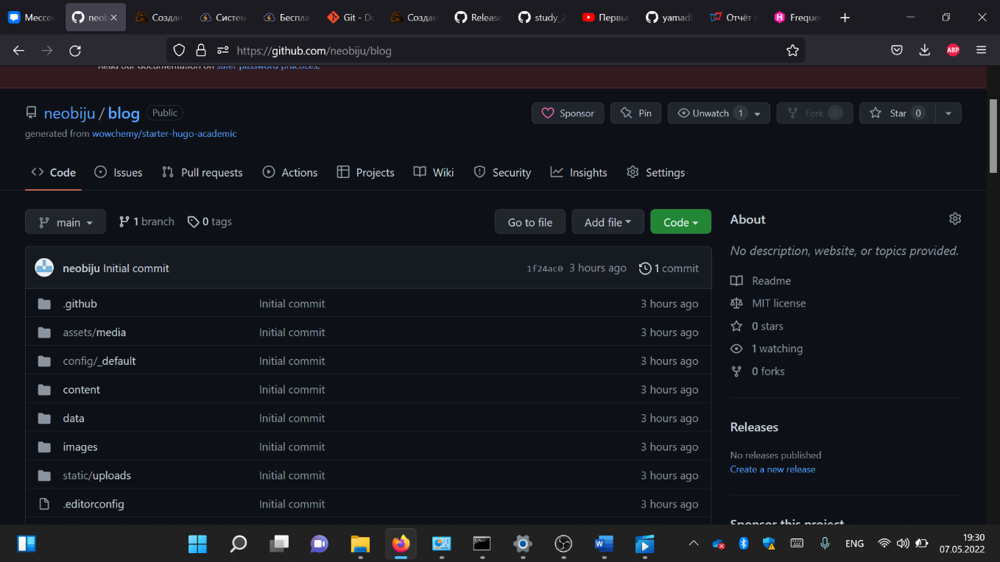 Мессен
neobi
Создан
Систем
Беспла
Git - De
Создан
Release
study_2
Первый
yamadh
Отчёт о
Frequen
https://github.com/neobiju/blog
ABP
Read our documentation on safer password practices.
neobiju / blog Public
Sponsor
Pin
Unwatch 1
Fork 0
Star 0
generated from wowchemy/starter-hugo-academic
Code
Issues
Pull requests
Actions
Projects
Wiki
Security
Insights
Settings
main
1 branch
0 tags
Go to file
Add file
Code
neobiju Initial commit 1f24ac0 3 hours ago 1 commit
.github Initial commit 3 hours ago
assets/media Initial commit 3 hours ago
config/_default Initial commit 3 hours ago
content Initial commit 3 hours ago
data Initial commit 3 hours ago
images Initial commit 3 hours ago
static/uploads Initial commit 3 hours ago
.editorconfig Initial commit 3 hours ago
About
No description, website, or topics provided.
Readme
MIT license
0 stars
1 watching
0 forks
Releases
No releases published
Create a new release
Sponsor this project
ENG
19:30
07.05.2022